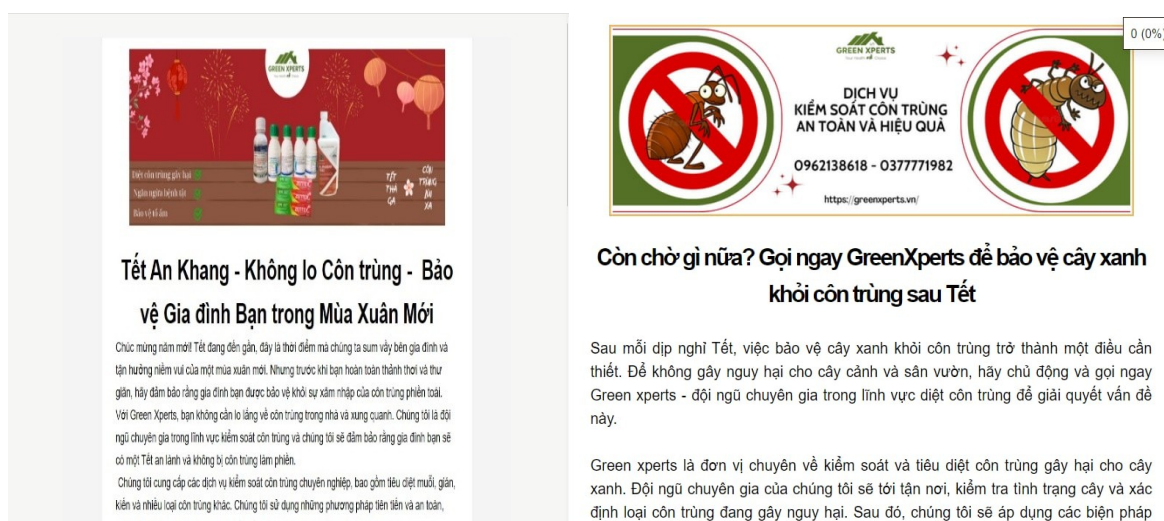 GREEN XPERTS
Diệt côn trùng gây hại
Ngăn ngừa bệnh tật
Bảo vệ tổ ấm
TÍT
THẢ
GA
CÔN
TRÙNG
BAY
XA
Tết An Khang - Không lo Côn trùng - Bảo
vệ Gia đình Bạn trong Mùa Xuân Mới
Chúc mừng năm mới! Tết đang đến gần, đây là thời điểm mà chúng ta sum vầy bên gia đình và
tận hưởng niềm vui của một mùa xuân mới. Nhưng trước khi bạn hoàn toàn thảnh thơi và thư
giãn, hãy đảm bảo rằng gia đình bạn được bảo vệ khỏi sự xâm nhập của côn trùng phiền toái.
Với Green Xperts, bạn không cần lo lắng về côn trùng trong nhà và xung quanh. Chúng tôi là đội
ngũ chuyên gia trong lĩnh vực kiểm soát côn trùng và chúng tôi sẽ đảm bảo rằng gia đình bạn sẽ
có một Tết an lành và không bị côn trùng làm phiền.
Chúng tôi cung cấp các dịch vụ kiểm soát côn trùng chuyên nghiệp, bao gồm tiêu diệt muỗi, gián,
kiến và nhiều loại côn trùng khác. Chúng tôi sử dụng những phương pháp tiên tiến và an toàn,
0 (0%)
GREEN XPERTS
DỊCH VỤ
KIỂM SOÁT CÔN TRÙNG
AN TOÀN VÀ HIỆU QUẢ
0962138618 - 0377771982
https://greenxperts.vn/
Còn chờ gì nữa? Gọi ngay GreenXperts để bảo vệ cây xanh
khỏi côn trùng sau Tết
Sau mỗi dịp nghỉ Tết, việc bảo vệ cây xanh khỏi côn trùng trở thành một điều cần
thiết. Để không gây nguy hại cho cây cảnh và sân vườn, hãy chủ động và gọi ngay
Green xperts - đội ngũ chuyên gia trong lĩnh vực diệt côn trùng để giải quyết vấn đề
này.
Green xperts là đơn vị chuyên về kiểm soát và tiêu diệt côn trùng gây hại cho cây
xanh. Đội ngũ chuyên gia của chúng tôi sẽ tới tận nơi, kiểm tra tình trạng cây và xác
định loại côn trùng đang gây nguy hại. Sau đó, chúng tôi sẽ áp dụng các biện pháp